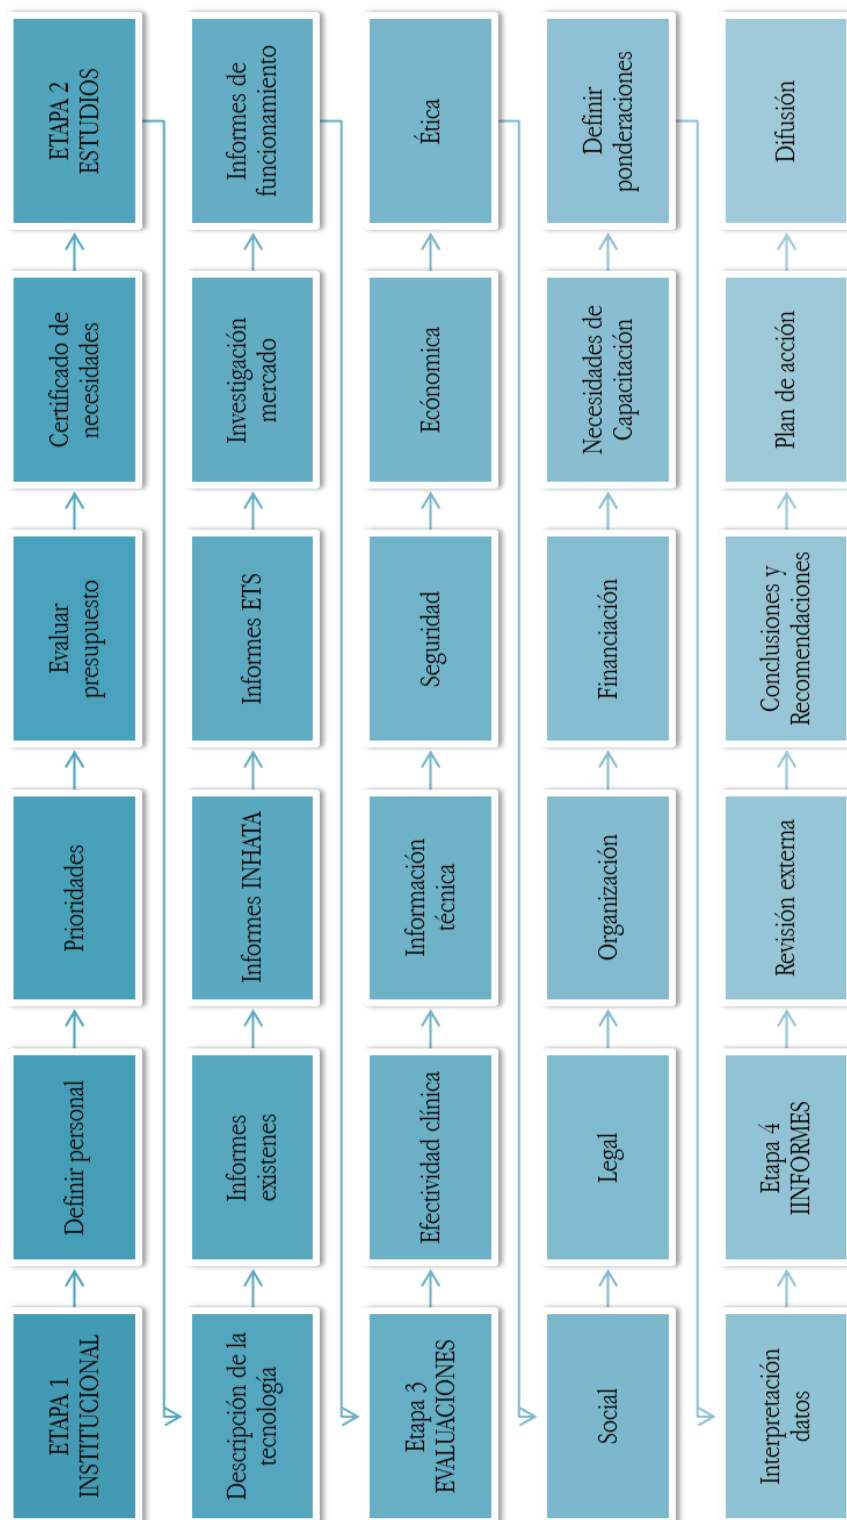 ETAPA 1
INSTITUCIONAL
Definir personal
Prioridades
Evaluar
presupuesto
Certificado de
necesidades
ETAPA 2
ESTUDIOS
Descripción de la
tecnología
Informes
existenes
Informes INHATA
Informes ETS
Investigación
mercado
Informes de
funcionamiento
Etapa 3
EVALUACIONES
Efectividad clínica
Información
técnica
Seguridad
Ecónomica
Ética
Social
Legal
Organización
Financiación
Necesidades de
Capacitación
Definir
ponderaciones
Interpretación
datos
Etapa 4
IINFORMES
Revisión externa
Conclusiones y
Recomendaciones
Plan de acción
Difusión